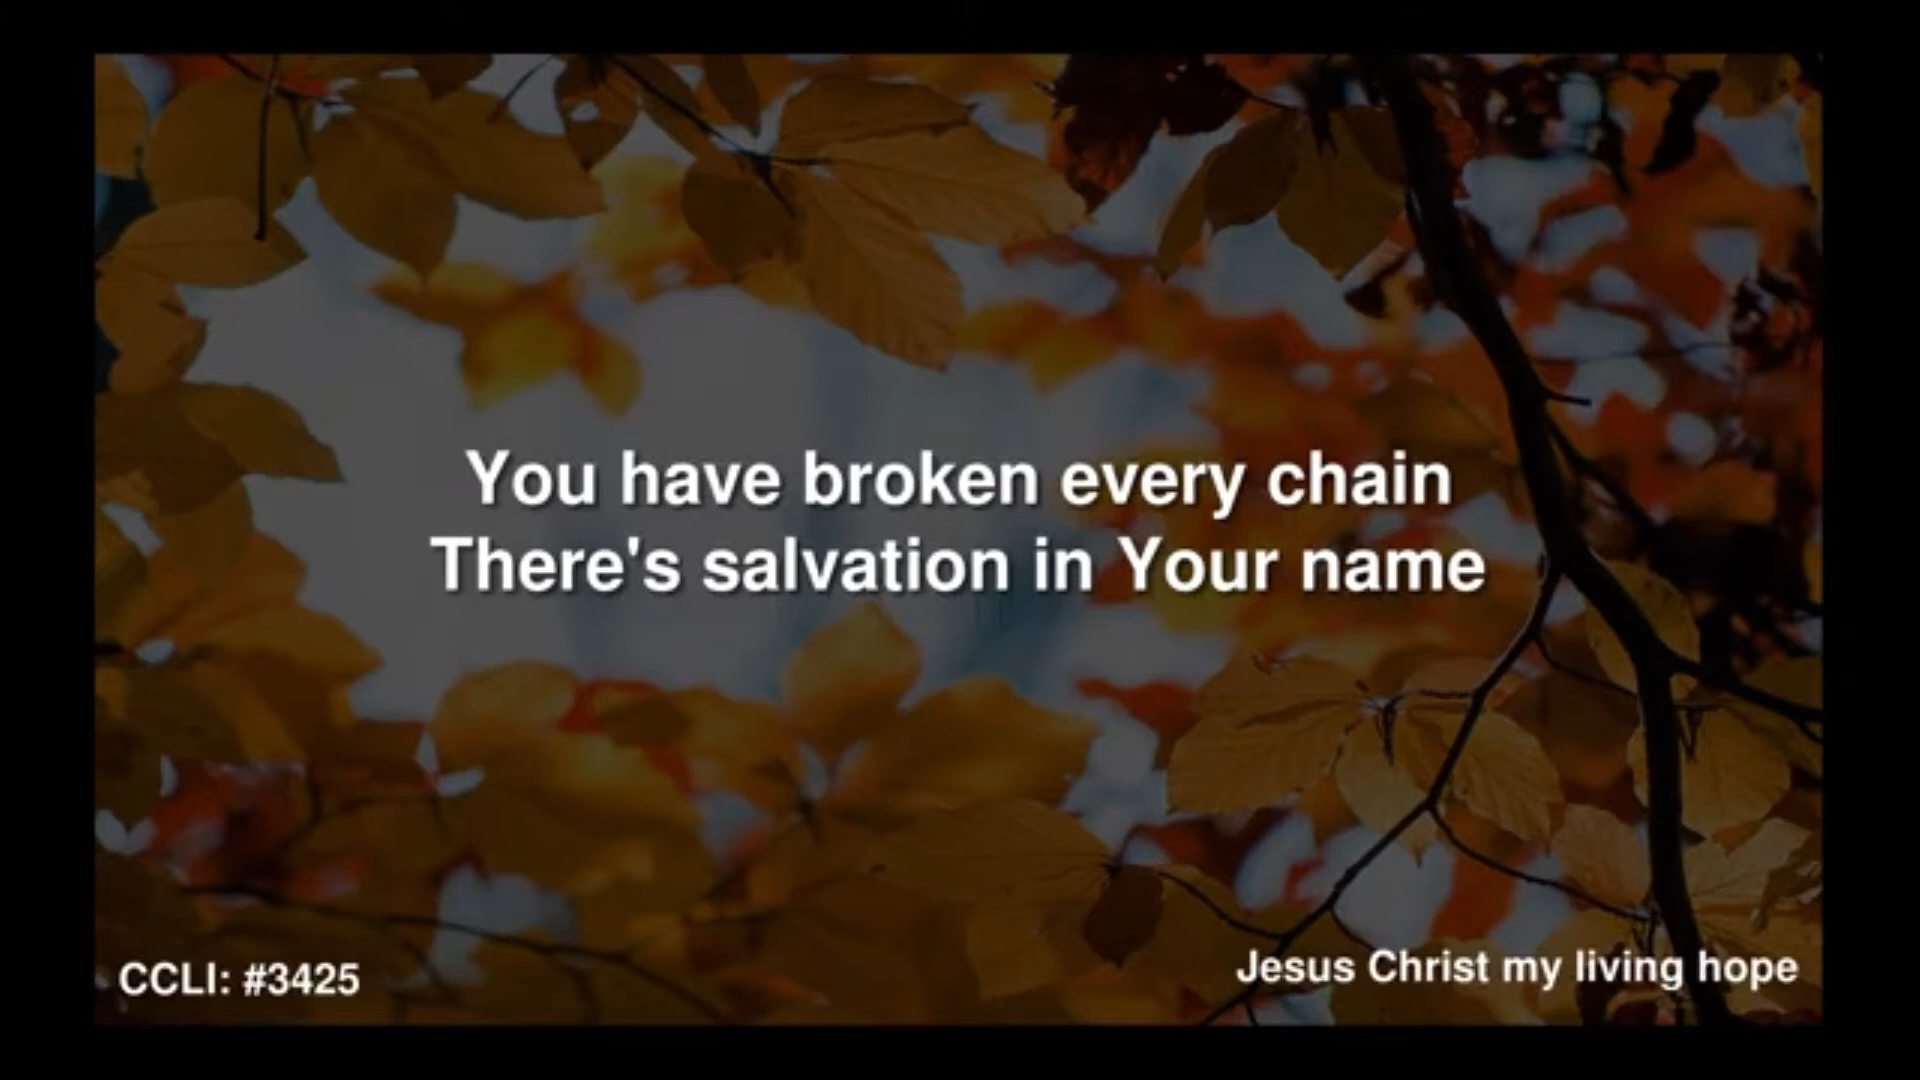 You have broken every chain
There's salvation in Your name
CCLI: #3425
Jesus Christ my living hope